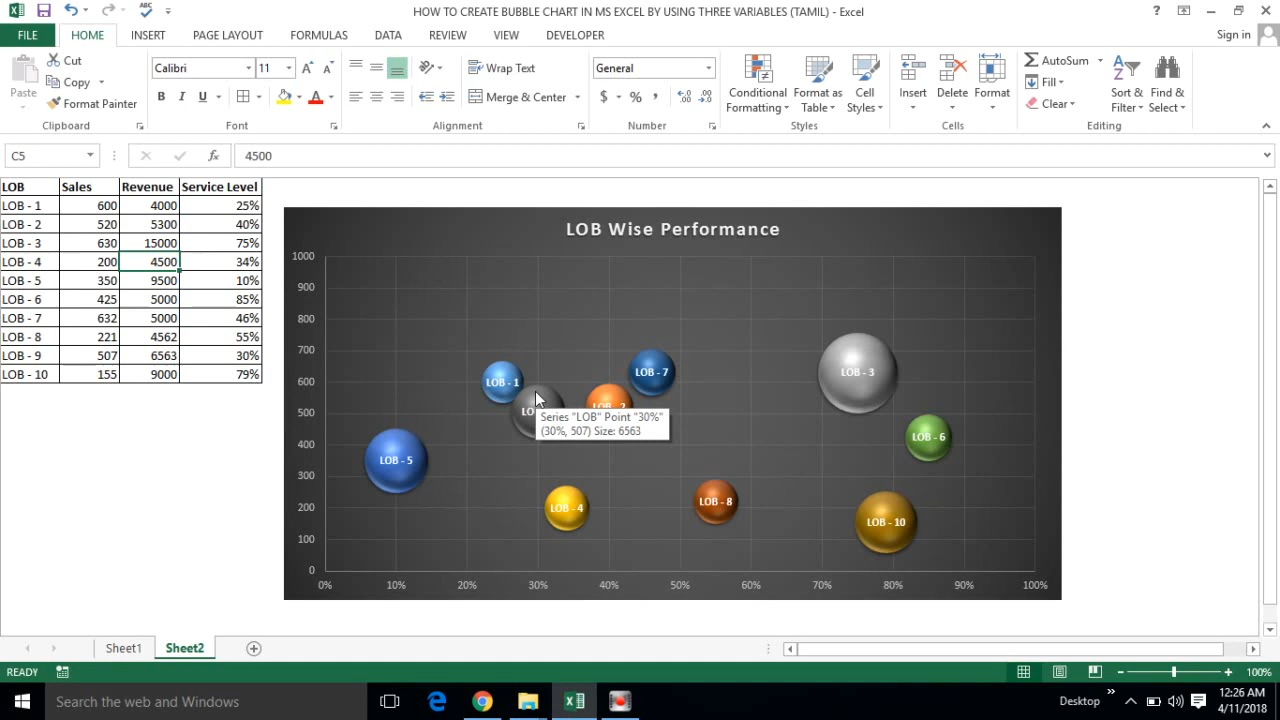 HOW TO CREATE BUBBLE CHART IN MS EXCEL BY USING THREE VARIABLES (TAMIL) - Excel
FILE HOME INSERT PAGE LAYOUT FORMULAS DATA REVIEW VIEW DEVELOPER Sign in
Paste
Cut
Copy
Format Painter
Clipboard
Calibri 11
B I U A
Font
Wrap Text
Merge & Center
Alignment
General
$ % ,
Number
Conditional Formatting
Format as Table
Cell Styles
Styles
Insert Delete Format
Cells
AutoSum
Fill
Clear
Sort & Filter
Find & Select
Editing
C5 fx 4500
LOB Sales Revenue Service Level
LOB - 1 600 4000 25%
LOB - 2 520 5300 40%
LOB - 3 630 15000 75%
LOB - 4 200 4500 34%
LOB - 5 350 9500 10%
LOB - 6 425 5000 85%
LOB - 7 632 5000 46%
LOB - 8 221 4562 55%
LOB - 9 507 6563 30%
LOB - 10 155 9000 79%
LOB Wise Performance
1000
900
800
700
600
500
400
300
200
100
0
0% 10% 20% 30% 40% 50% 60% 70% 80% 90% 100%
LOB - 7
LOB - 3
LOB - 1
LOB - 6
LOB - 5
LOB - 8
LOB - 4
LOB - 10
Series "LOB" Point "30%"
(30%, 507) Size: 6563
Sheet1 Sheet2
READY 100%
Search the web and Windows
Desktop
12:26 AM
4/11/2018